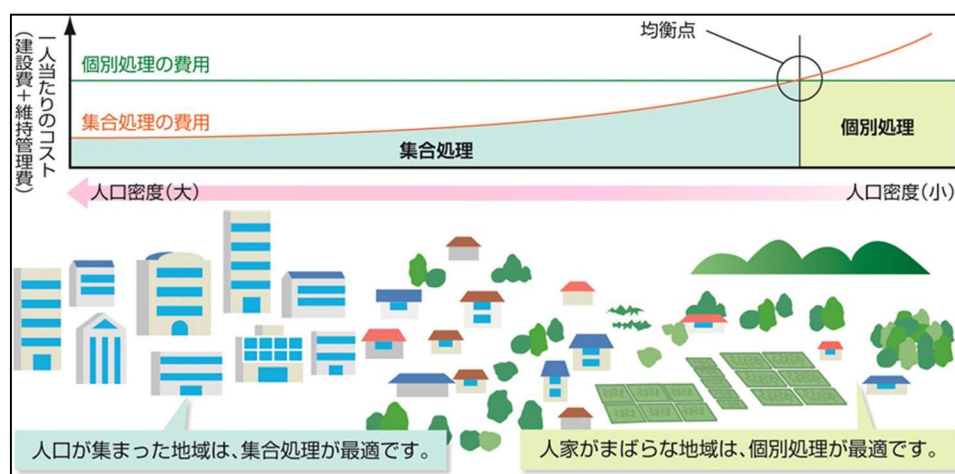 一人当たりのコスト
(建設費＋維持管理費)
均衡点
個別処理の費用
集合処理の費用
集合処理
個別処理
人口密度(大)
人口密度(小)
人口が集まった地域は、集合処理が最適です。
人家がまばらな地域は、個別処理が最適です。